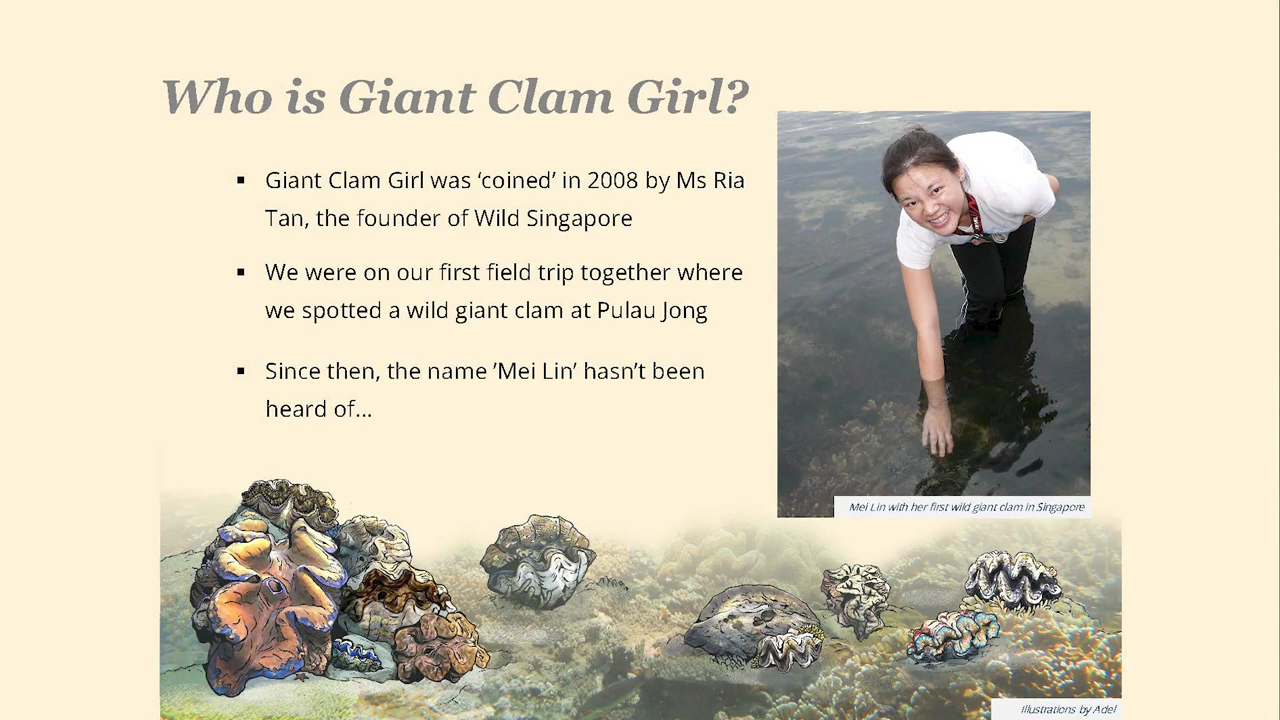 Who is Giant Clam Girl?
Giant Clam Girl was ‘coined’ in 2008 by Ms Ria
Tan, the founder of Wild Singapore
We were on our first field trip together where
we spotted a wild giant clam at Pulau Jong
Since then, the name ’Mei Lin’ hasn’t been
heard of…
Mei Lin with her first wild giant clam in Singapore
Illustrations by Adel